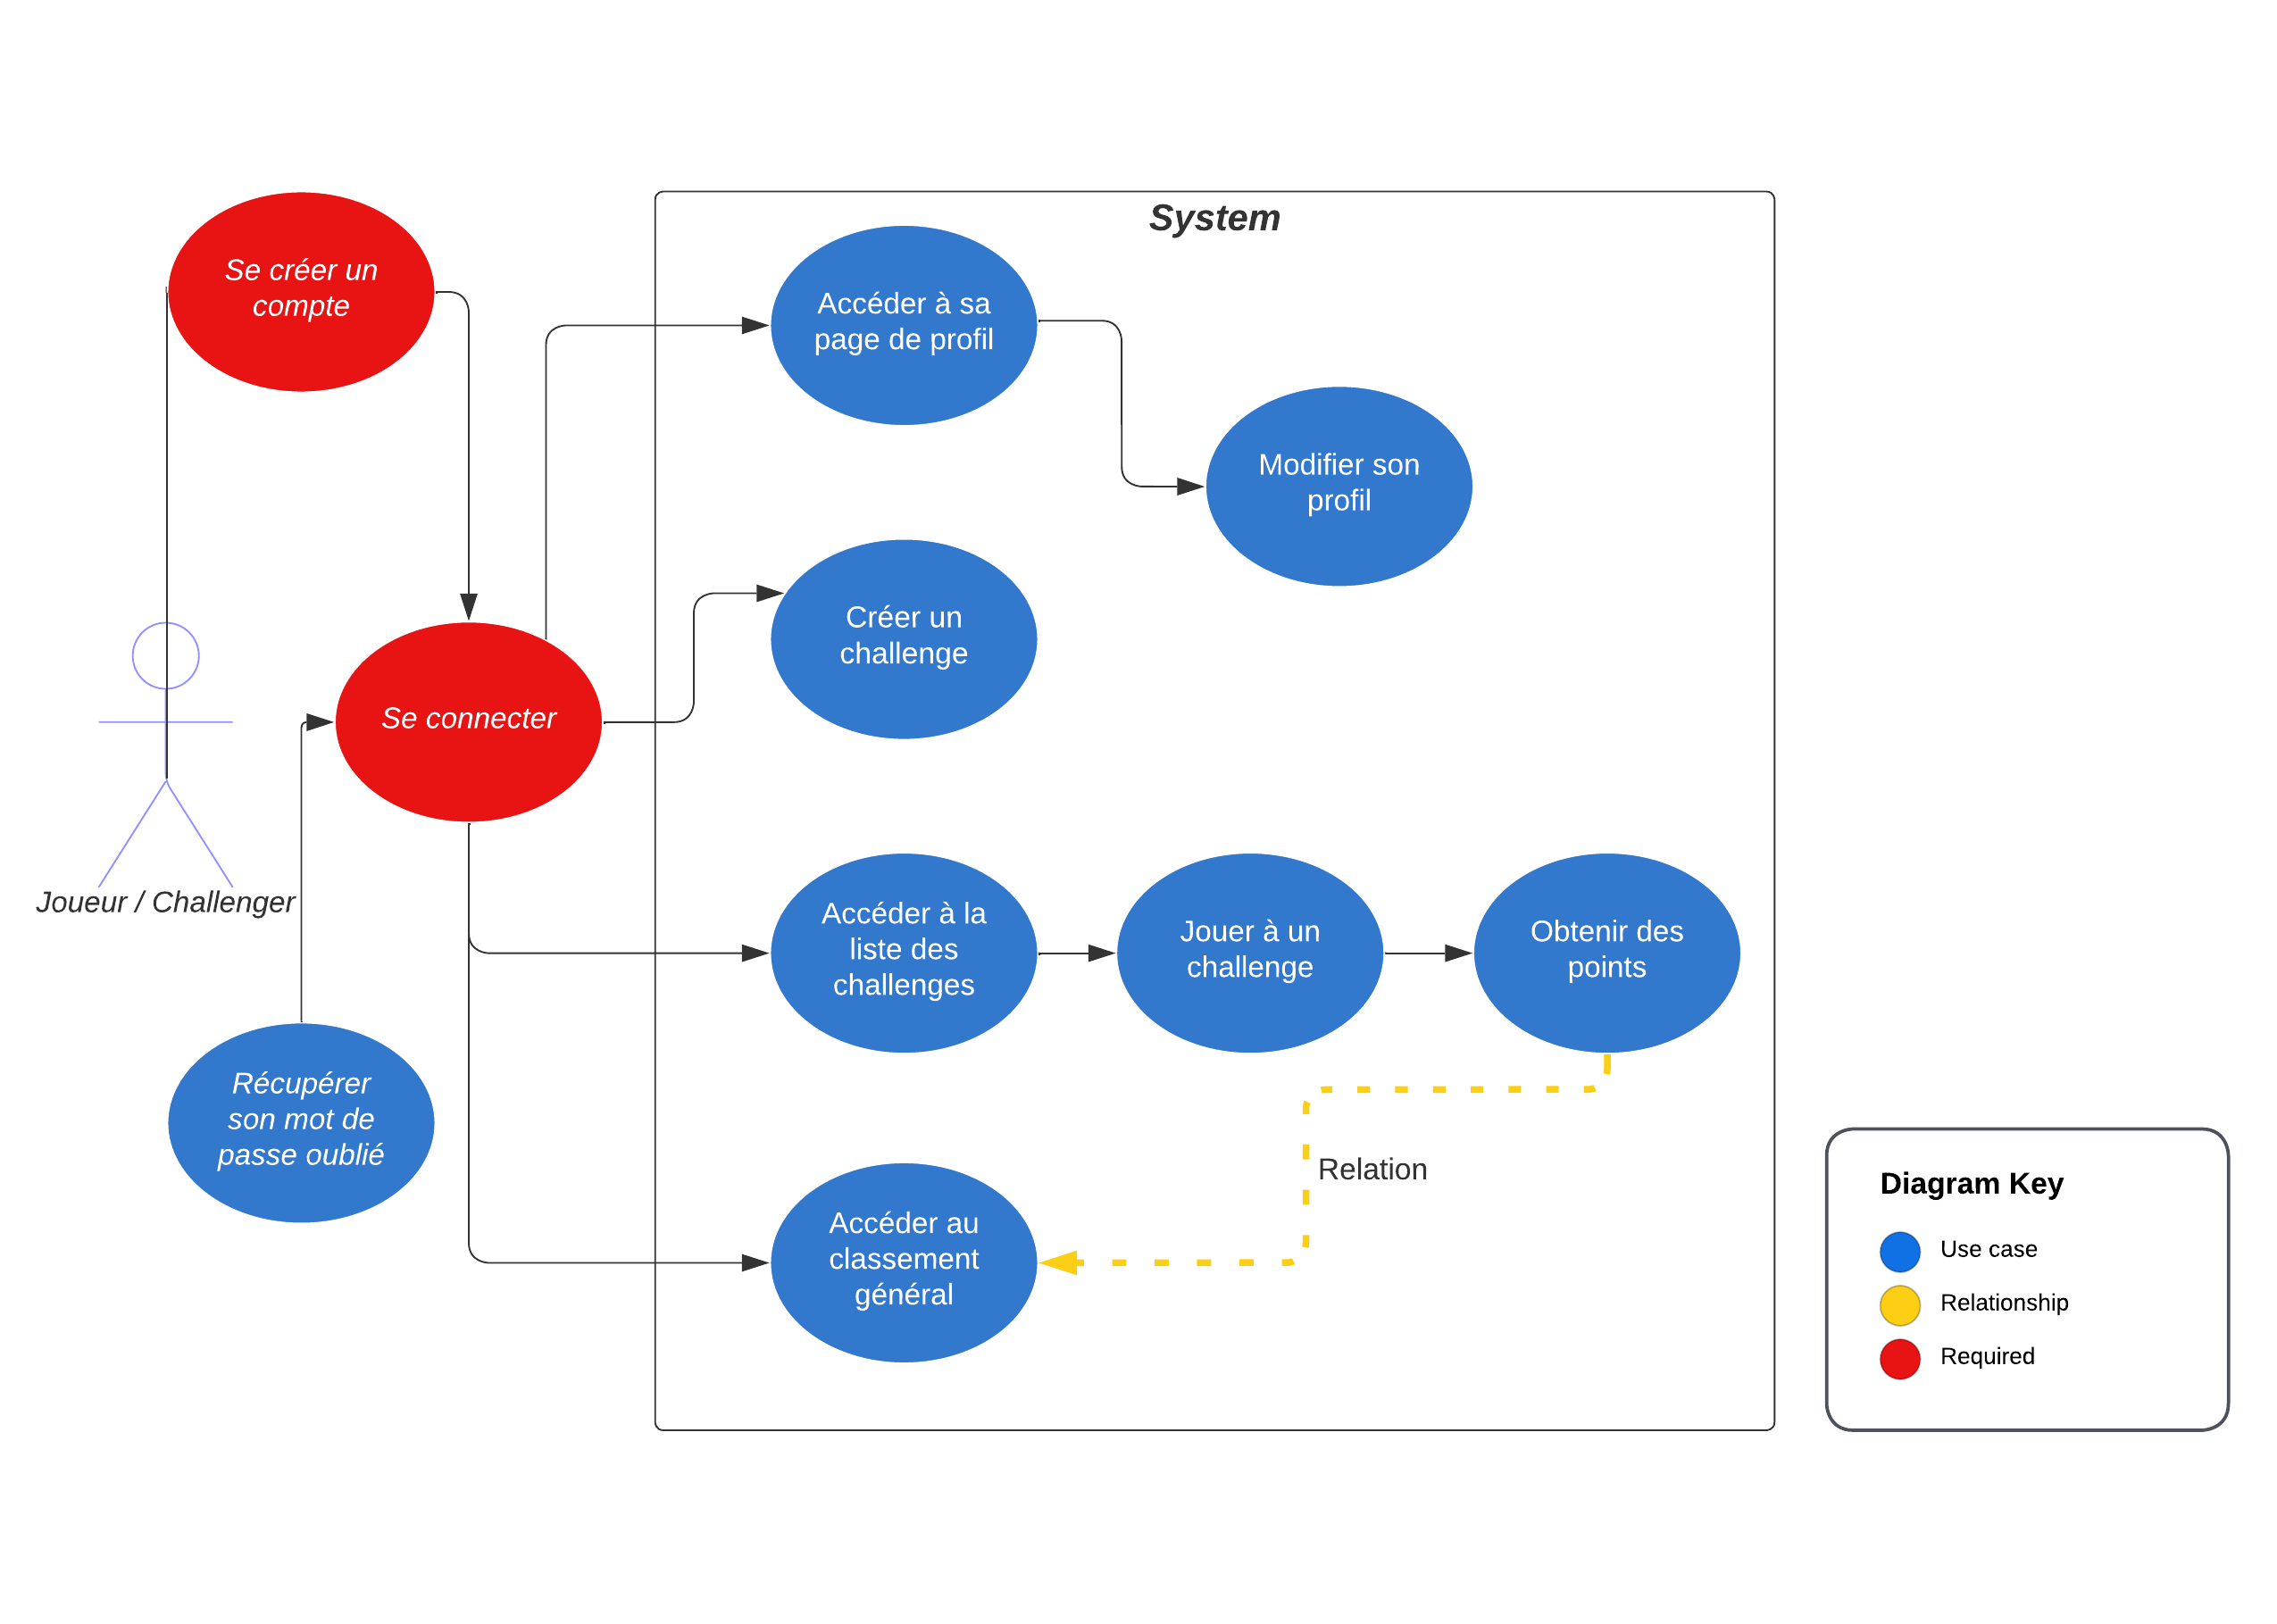 System
Se créer un
compte
Accéder à sa
page de profil
Modifier son
profil
Créer un
challenge
Se connecter
Joueur / Challenger
Accéder à la
liste des
challenges
Jouer à un
challenge
Obtenir des
points
Récupérer
son mot de
passe oublié
Relation
Accéder au
classement
général
Diagram Key
Use case
Relationship
Required